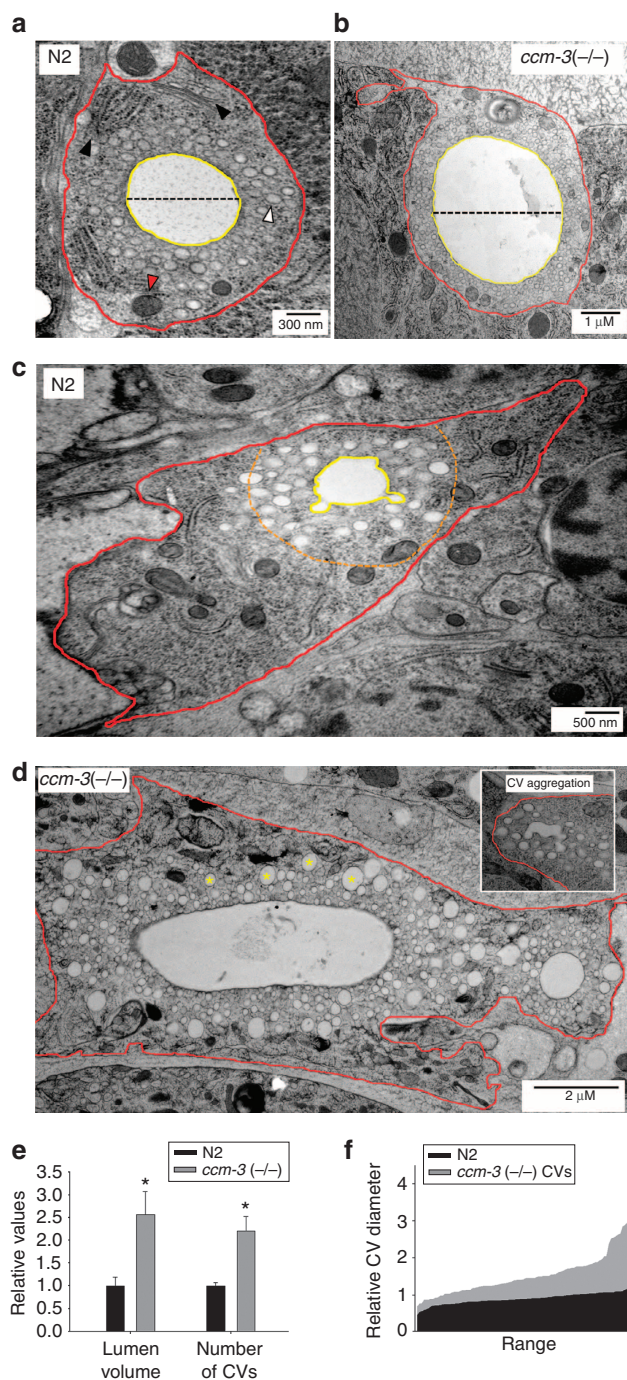 a
N2
300 nm
b
ccm-3(–/–)
1 µM
c
N2
500 nm
d
ccm-3(–/–)
CV aggregation
2 µM
e
N2
ccm-3 (–/–)
Relative values
3.5
3.0
2.5
2.0
1.5
1.0
0.5
0.0
*
*
Lumen
volume
Number
of CVs
f
N2
ccm-3 (–/–) CVs
Relative CV diameter
4
3
2
1
0
Range